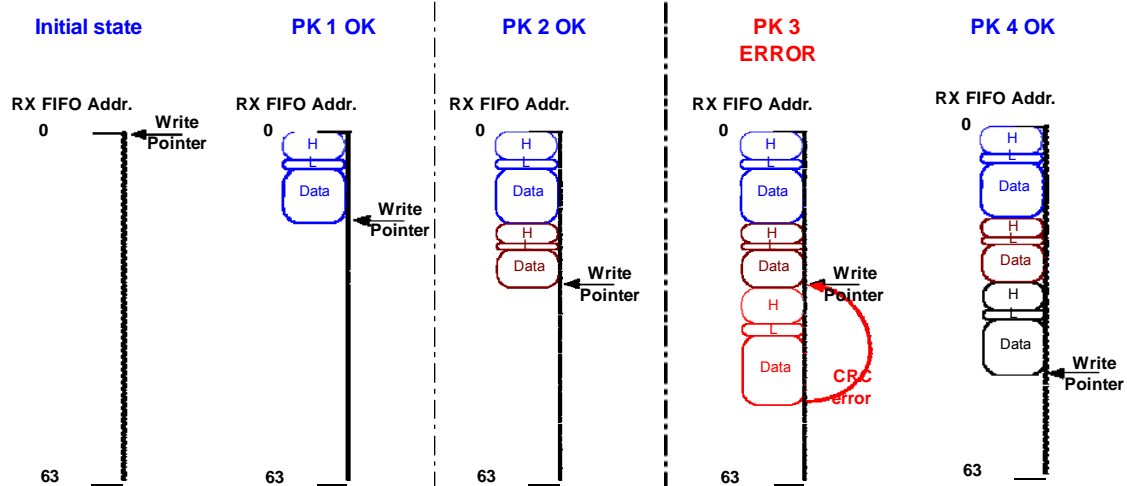 Initial state
RX FIFO Addr.
0
Write
Pointer
63
PK 1 OK
RX FIFO Addr.
0
H
L
Data
Write
Pointer
63
PK 2 OK
RX FIFO Addr.
0
H
L
Data
H
L
Data
Write
Pointer
63
PK 3
ERROR
RX FIFO Addr.
0
H
L
Data
H
L
Data
Write
Pointer
H
L
Data
CRC
error
63
PK 4 OK
RX FIFO Addr.
0
H
L
Data
H
L
Data
H
L
Data
Write
Pointer
63